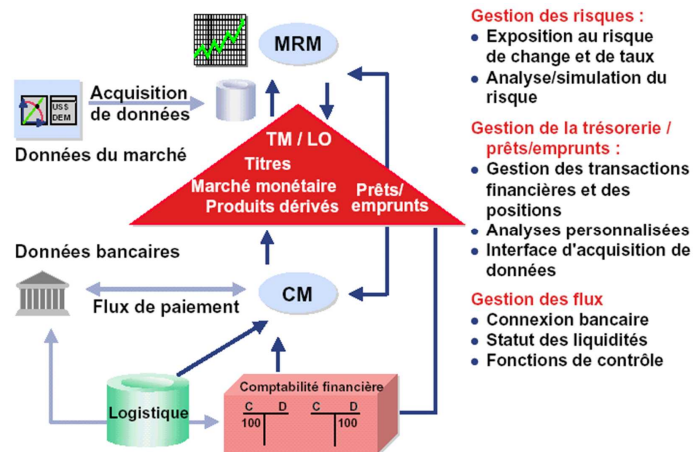 MRM
US$
DEM
Acquisition
de données
Données du marché
TM / LO
Titres
Marché monétaire
Produits dérivés
Prêts/
emprunts
Données bancaires
Flux de paiement
CM
Logistique
Comptabilité financière
C D
100
C D
100
Gestion des risques :
• Exposition au risque
de change et de taux
• Analyse/simulation du
risque
Gestion de la trésorerie /
prêts/emprunts :
• Gestion des transactions
financières et des
positions
• Analyses personnalisées
• Interface d'acquisition de
données
Gestion des flux
• Connexion bancaire
• Statut des liquidités
• Fonctions de contrôle